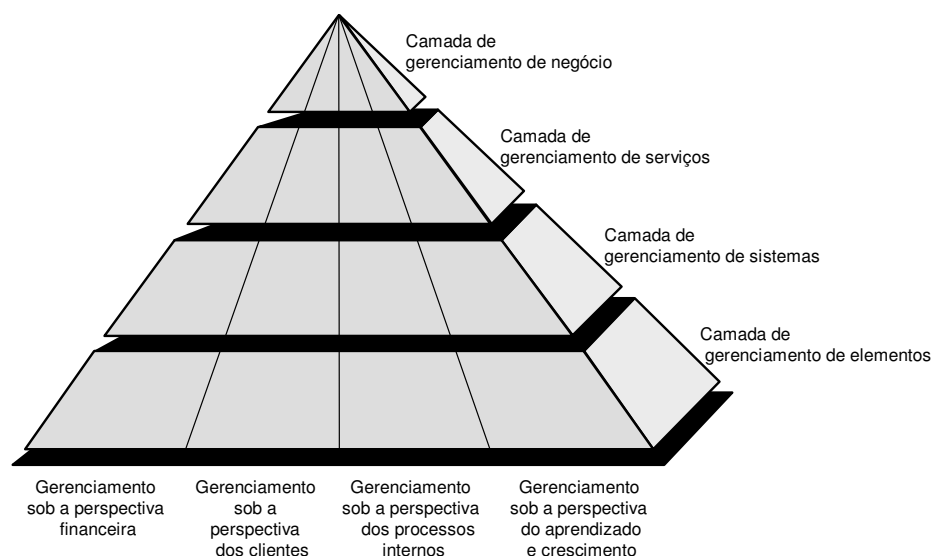 Camada de
gerenciamento de negócio
Camada de
gerenciamento de serviços
Camada de
gerenciamento de sistemas
Camada de
gerenciamento de elementos
Gerenciamento
sob a perspectiva
financeira
Gerenciamento
sob a
perspectiva
dos clientes
Gerenciamento
sob a perspectiva
dos processos
internos
Gerenciamento
sob a perspectiva
do aprendizado
e crescimento